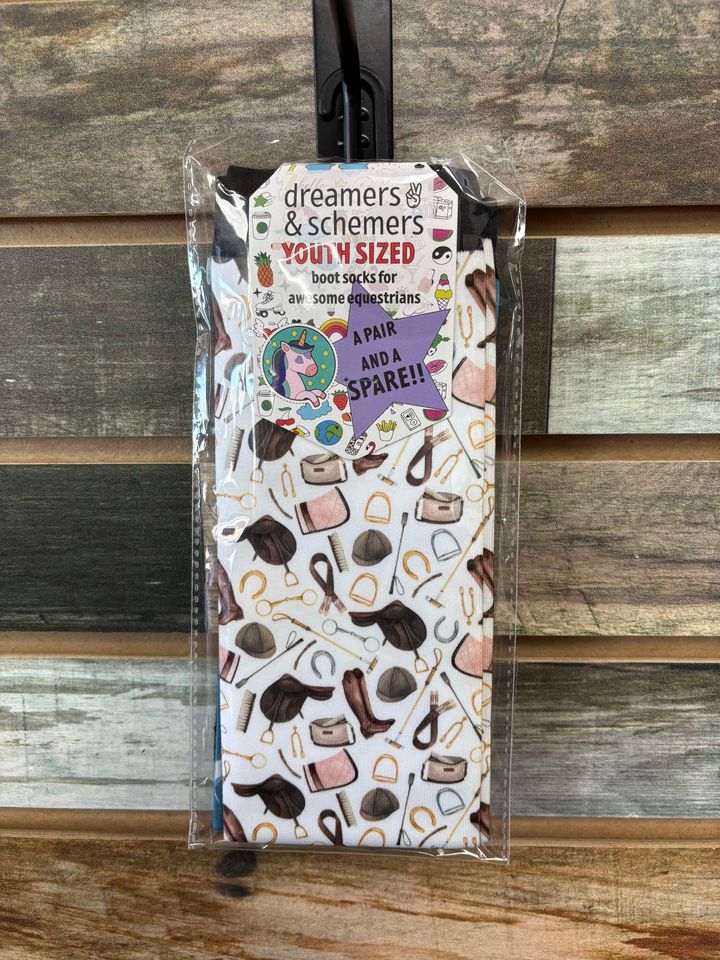 dreamers
& schemers
YOUTH SIZED
boot socks for
awesome equestrians
A PAIR
AND A
SPARE!!